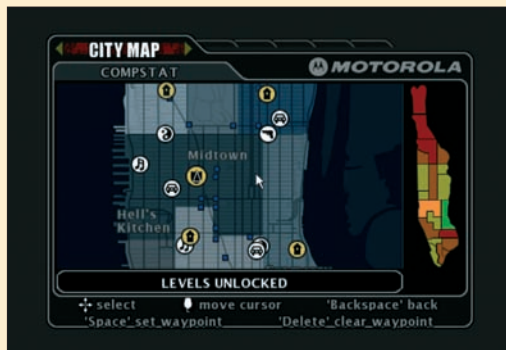 CITY MAP
COMPSTAT
MOTOROLA
Midtown
Hell's
Kitchen
LEVELS UNLOCKED
select move cursor 'Backspace' back
'Space' set waypoint 'Delete' clear waypoint